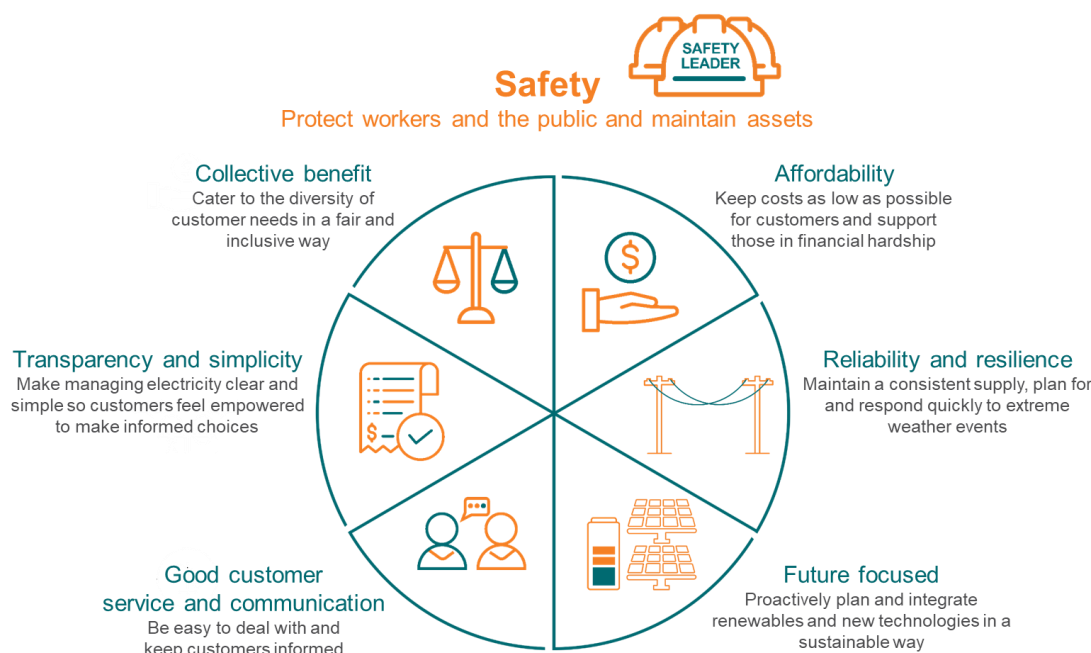 SAFETY
LEADER
Safety
Protect workers and the public and maintain assets
Collective benefit
Cater to the diversity of
customer needs in a fair and
inclusive way
Affordability
Keep costs as low as possible
for customers and support
those in financial hardship
$
Transparency and simplicity
Make managing electricity clear and
simple so customers feel empowered
to make informed choices
$
Reliability and resilience
Maintain a consistent supply, plan for
and respond quickly to extreme
weather events
Good customer
service and communication
Be easy to deal with and
keep customers informed
Future focused
Proactively plan and integrate
renewables and new technologies in a
sustainable way